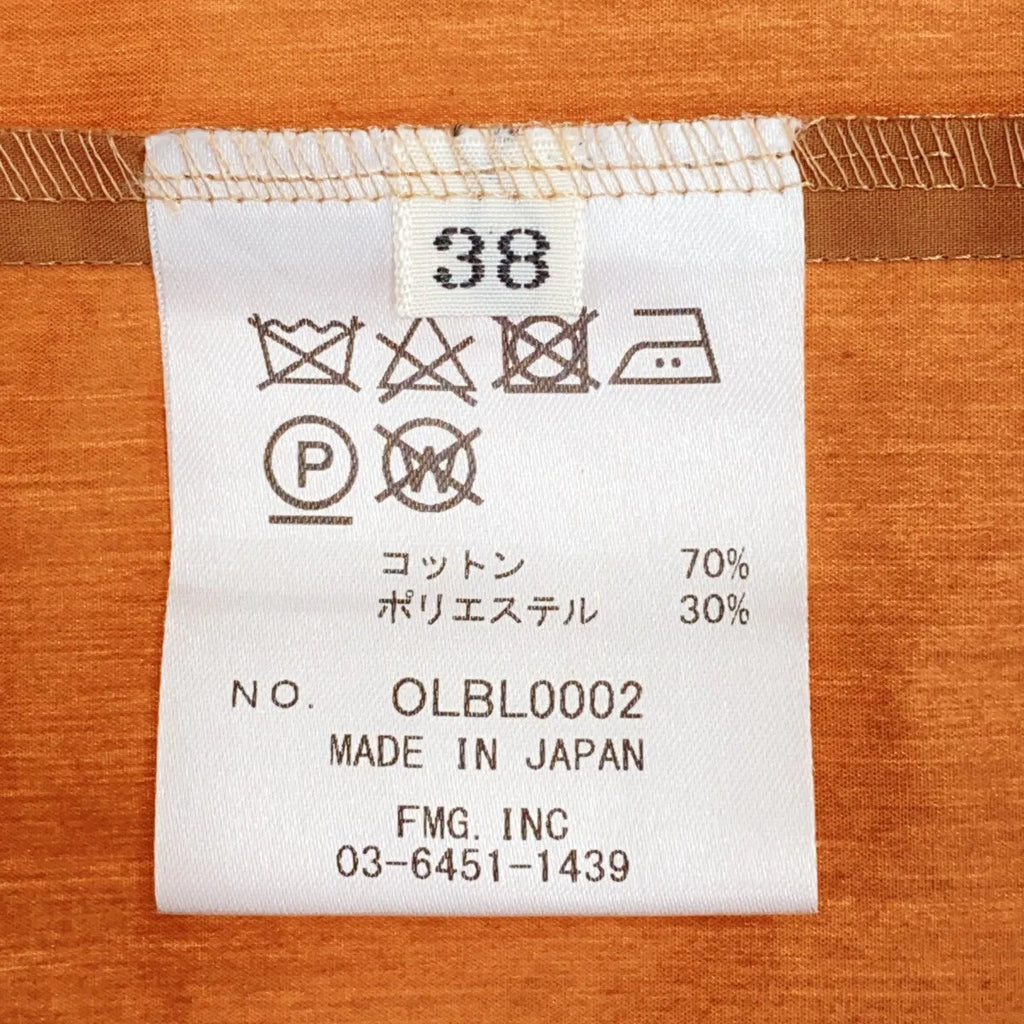 38
P W
コットン 70%
ポリエステル 30%
NO. OLBL0002
MADE IN JAPAN
FMG. INC
03-6451-1439